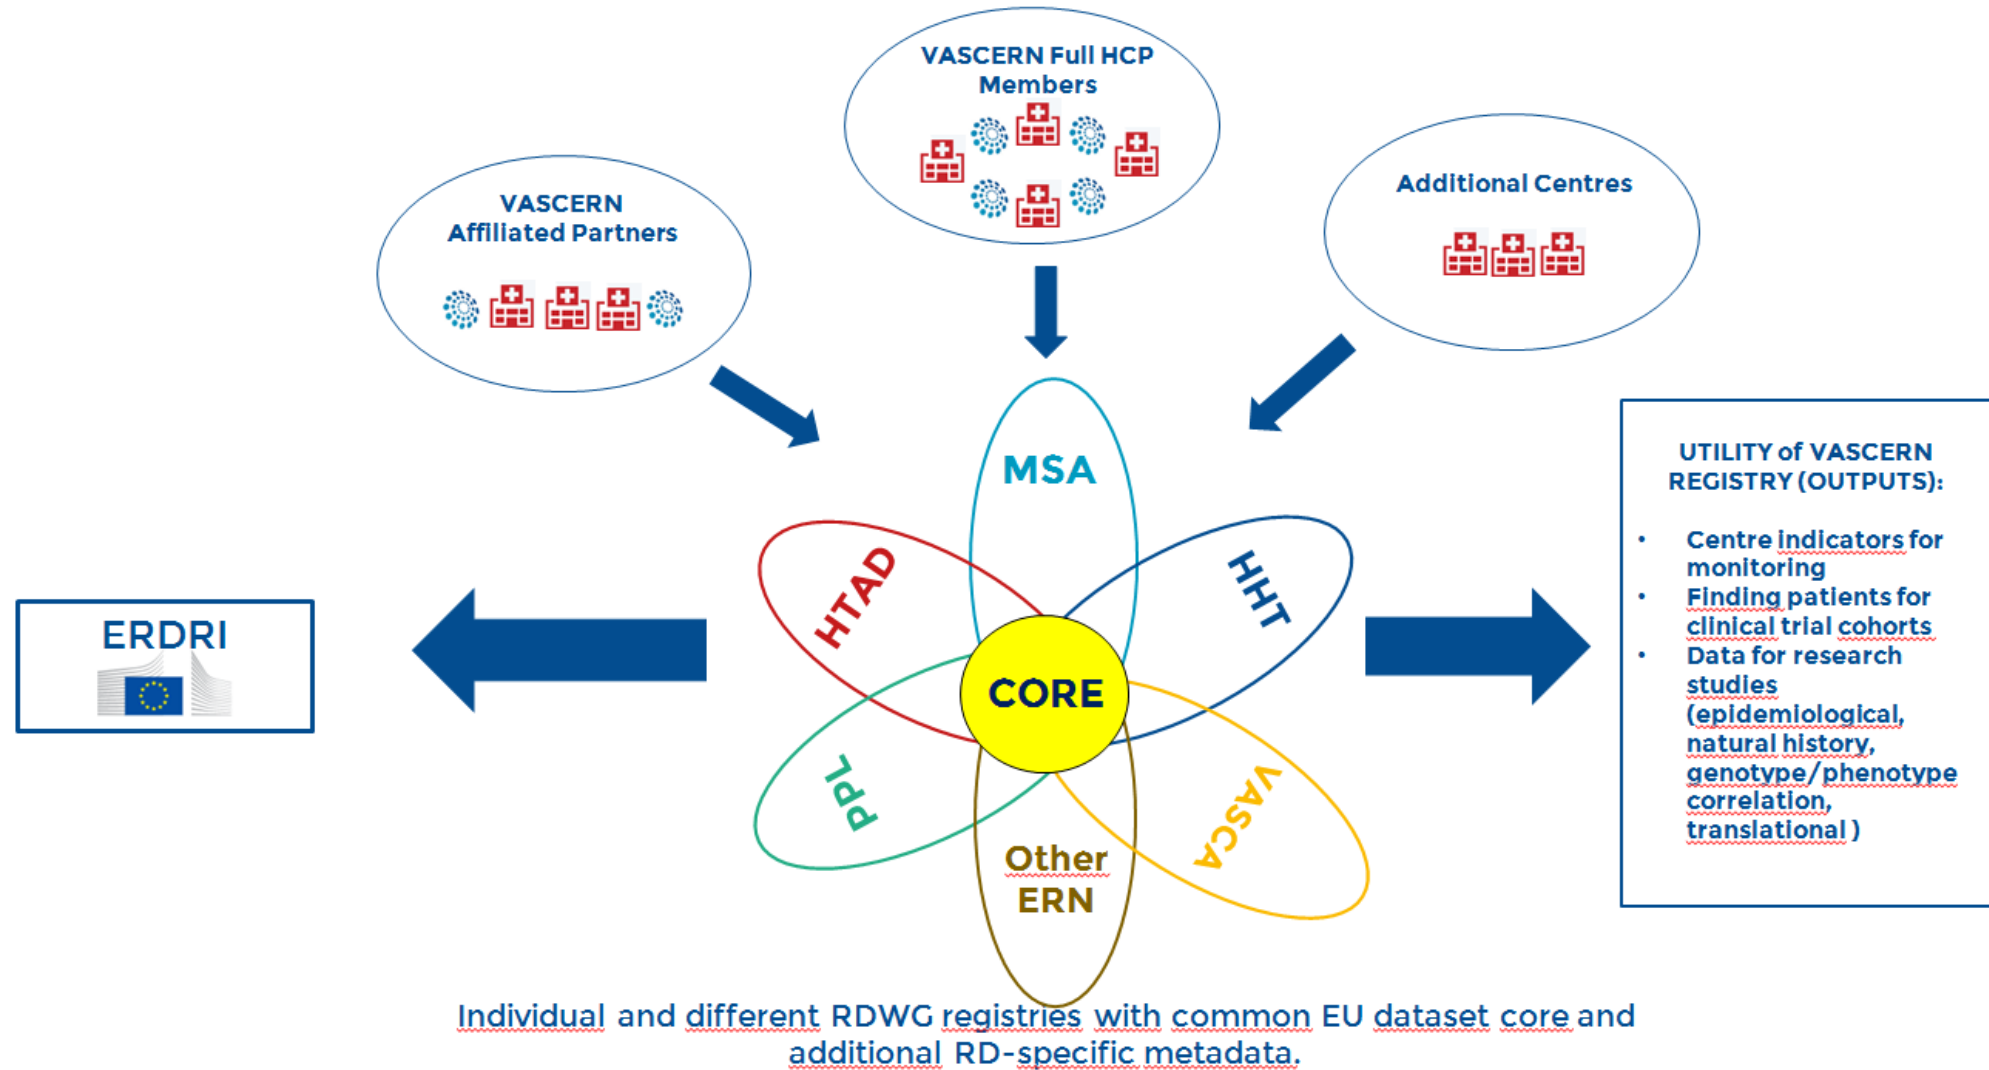 VASCERN Full HCP
Members
VASCERN
Affiliated Partners
Additional Centres
MSA
HTAD
HHT
CORE
PPL
VASCA
Other
ERN
ERDRI
UTILITY of VASCERN
REGISTRY (OUTPUTS):
• Centre indicators for
monitoring
• Finding patients for
clinical trial cohorts
• Data for research
studies
(epidemiological,
natural history,
genotype/phenotype
correlation,
translational )
Individual and different RDWG registries with common EU dataset core and
additional RD-specific metadata.